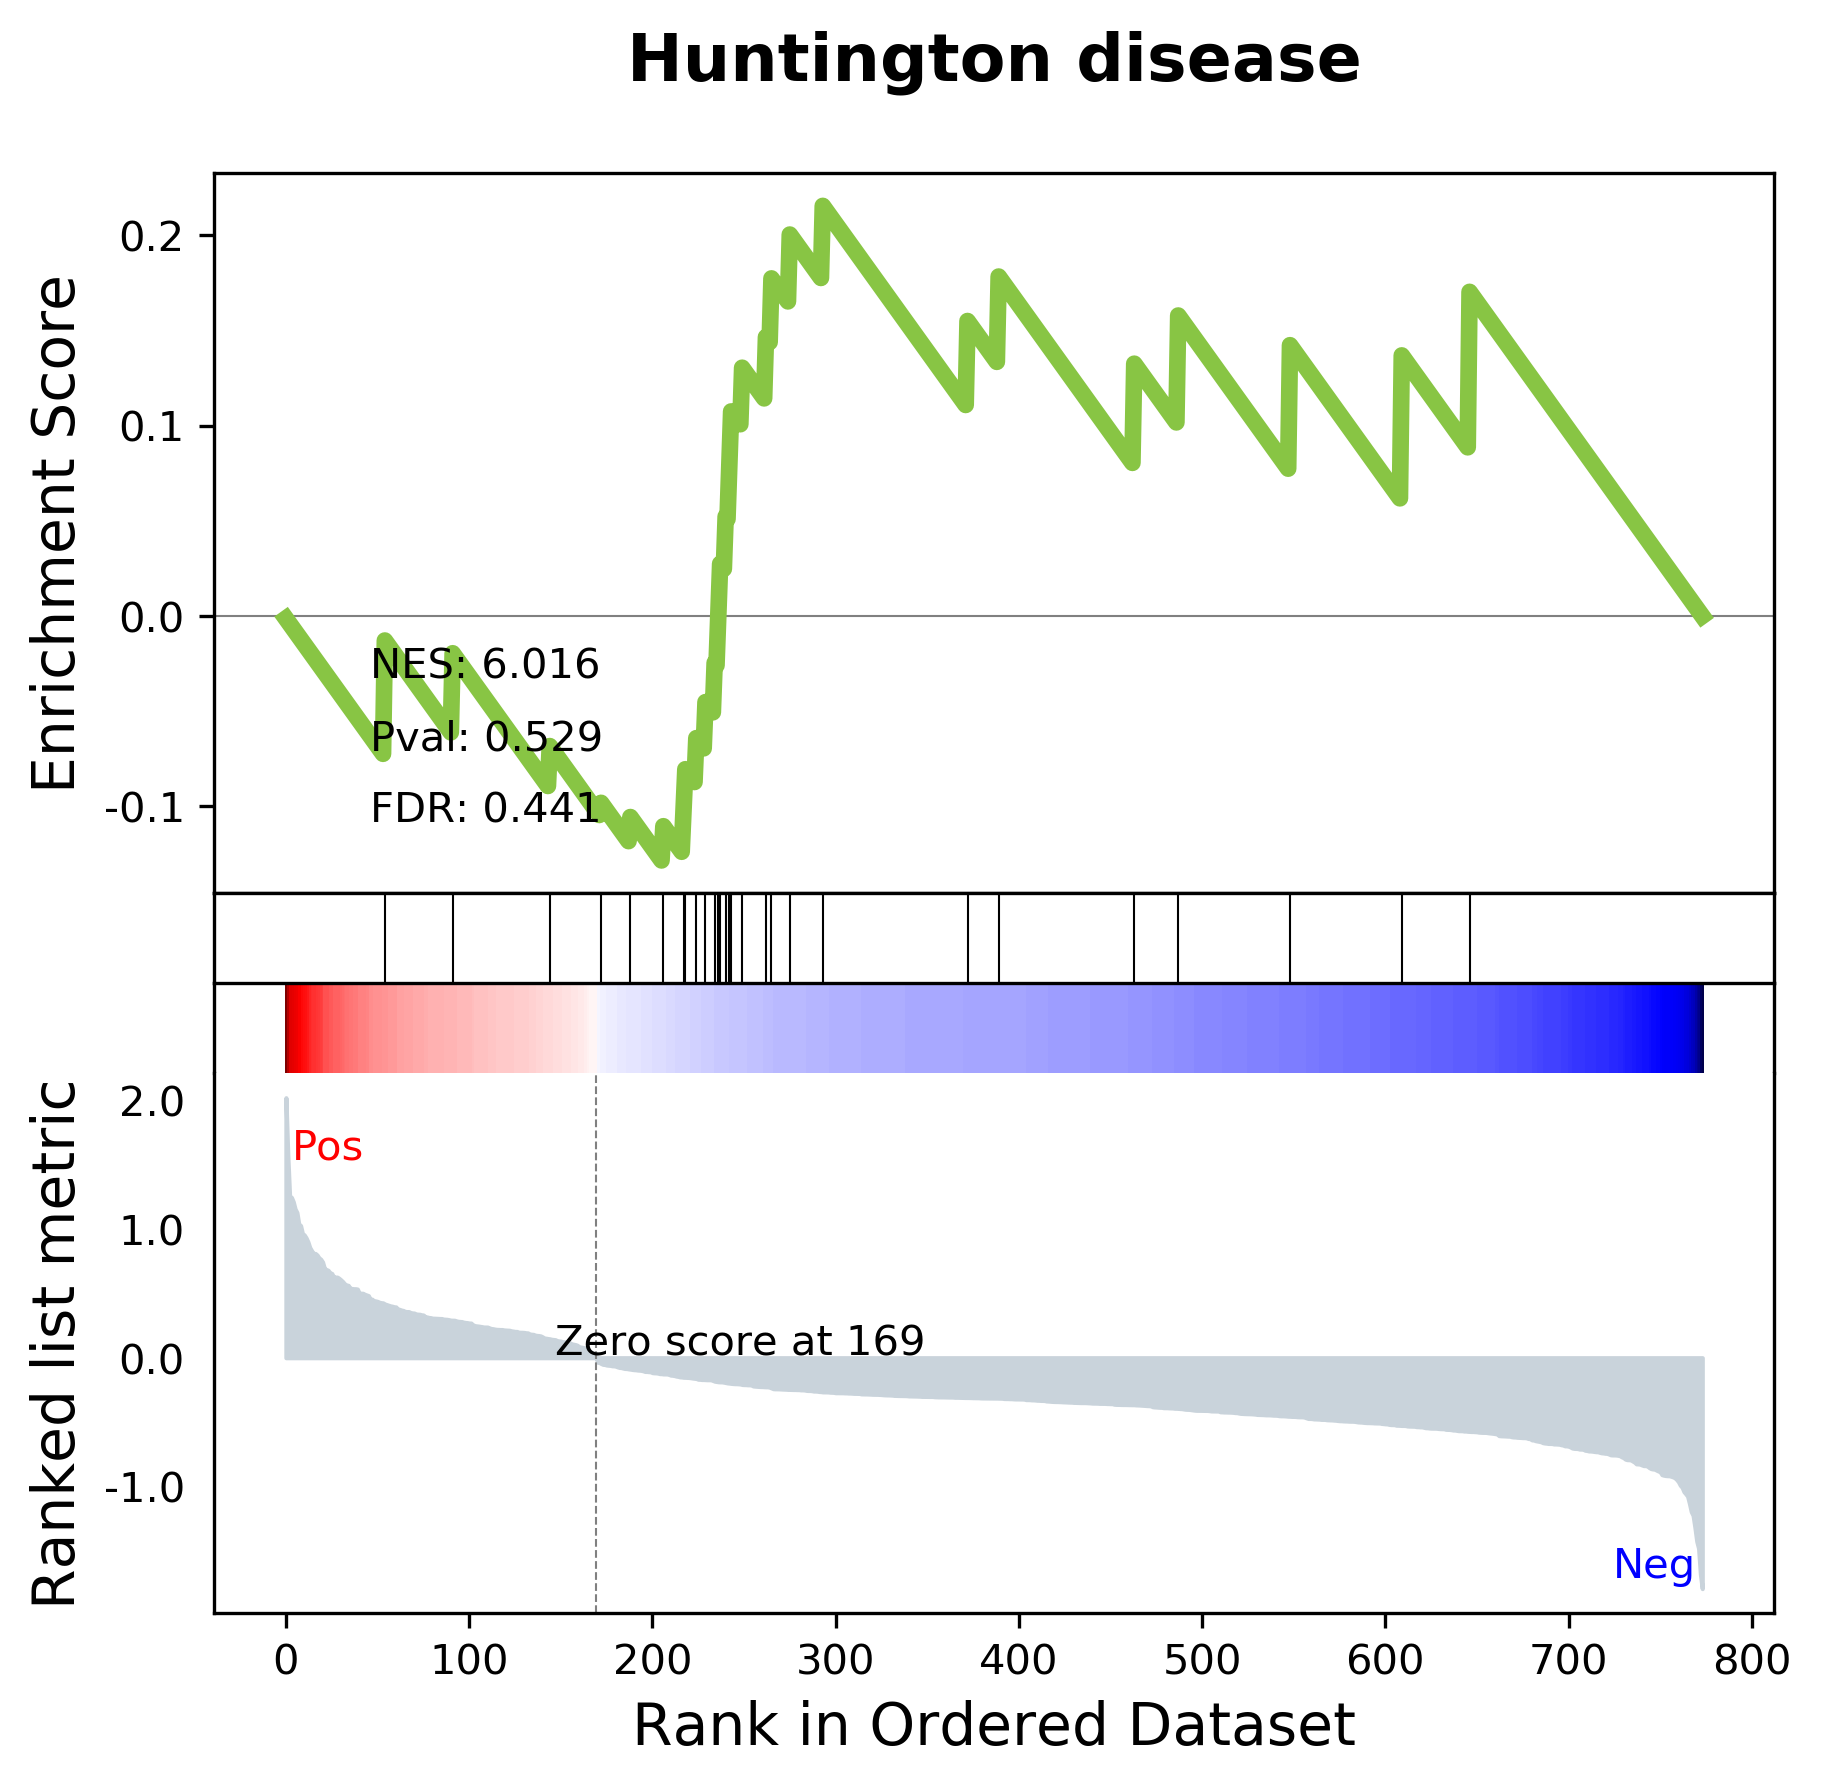 Huntington disease
Enrichment Score
0.2
0.1
0.0
-0.1
NES: 6.016
Pval: 0.529
FDR: 0.441
Ranked list metric
2.0
1.0
0.0
-1.0
Pos
Zero score at 169
Neg
0 100 200 300 400 500 600 700 800
Rank in Ordered Dataset